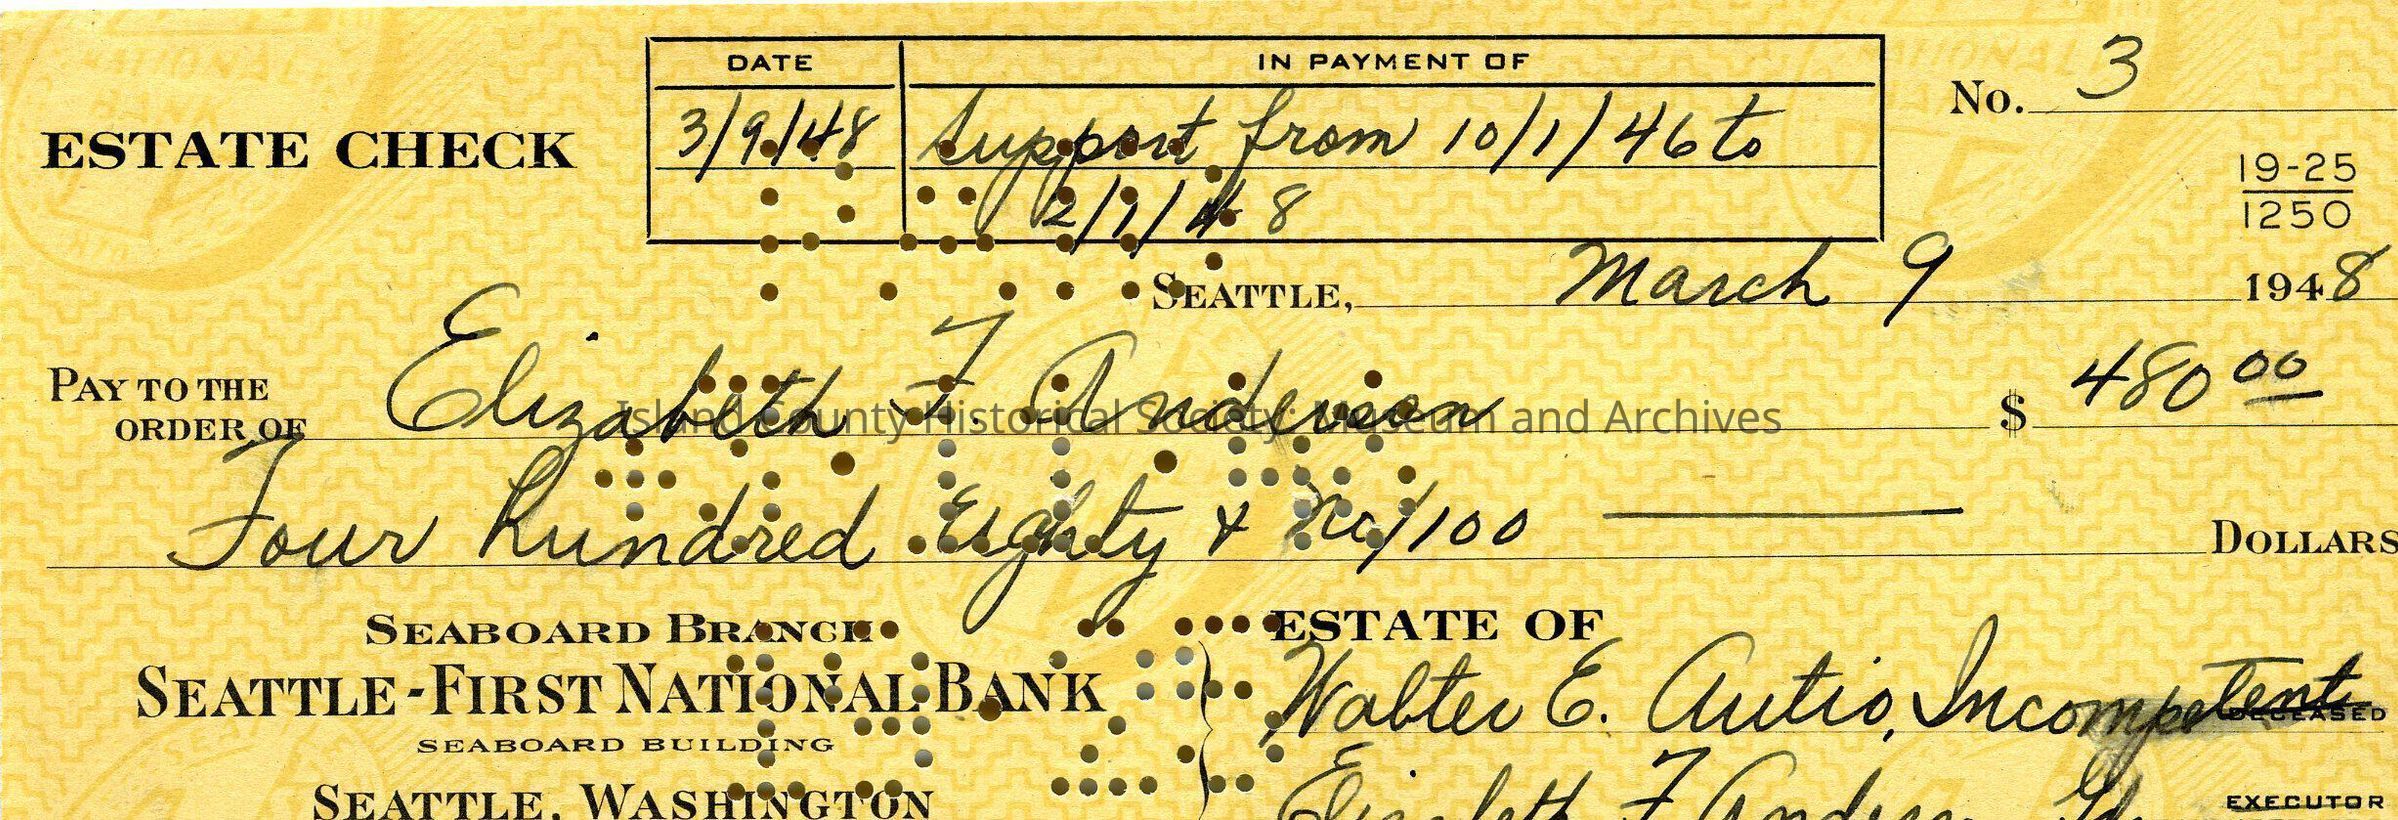 DATE IN PAYMENT OF
No. 3
ESTATE CHECK
3/9/48 Support from 10/1/46 to
2/1/48
19-25
1250
SEATTLE, March 9 1948
PAY TO THE
ORDER OF Elizabeth F. Anderson $ 480 00
Island County Historical Society: Museum and Archives
Four hundred Eighty & no/100 DOLLARS
SEABOARD BRANCH
SEATTLE-FIRST NATIONAL BANK
SEABOARD BUILDING
SEATTLE, WASHINGTON
ESTATE OF
Walter E. Autio, Incompetent
DECEASED
Elizabeth F Anderson
EXECUTOR